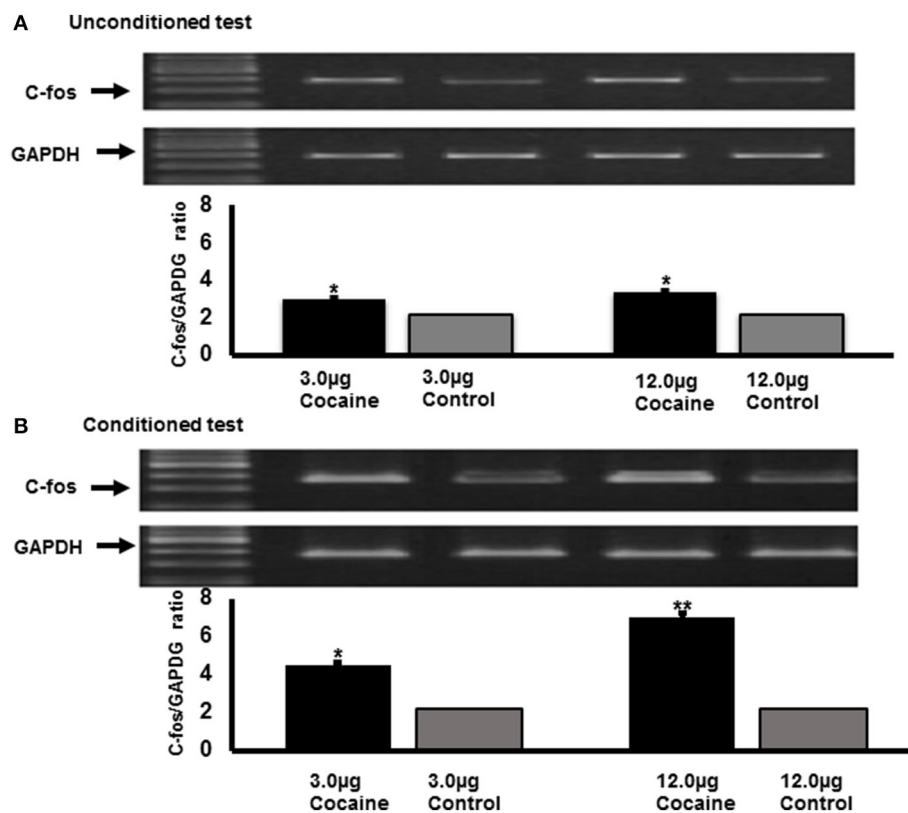 A Unconditioned test
C-fos
GAPDH
C-fos/GAPDG ratio
8
6
4
2
0
*
*
3.0µg
Cocaine
3.0µg
Control
12.0µg
Cocaine
12.0µg
Control
B Conditioned test
C-fos
GAPDH
C-fos/GAPDG ratio
8
6
4
2
0
*
**
3.0µg
Cocaine
3.0µg
Control
12.0µg
Cocaine
12.0µg
Control